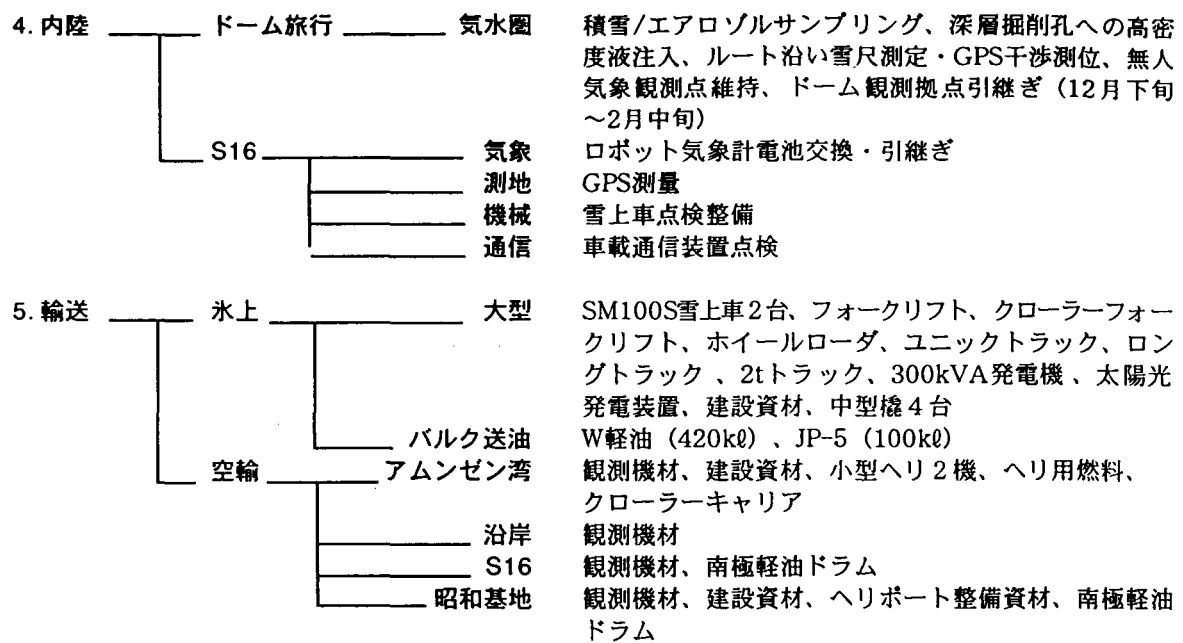 4. 内陸 ドーム旅行 気水圏 積雪/エアロゾルサンプリング、深層掘削孔への高密
度液注入、ルート沿い雪尺測定・GPS干渉測位、無人
気象観測点維持、ドーム観測拠点引継ぎ（12月下旬
～2月中旬）
S16 気象 ロボット気象計電池交換・引継ぎ
測地 GPS測量
機械 雪上車点検整備
通信 車載通信装置点検
5. 輸送 氷上 大型 SM100S雪上車2台、フォークリフト、クローラーフォー
クリフト、ホイールローダ、ユニックトラック、ロン
グトラック、2tトラック、300kVA発電機、太陽光
発電装置、建設資材、中型橇4台
バルク送油 W軽油（420kℓ）、JP-5（100kℓ）
空輸 アムンゼン湾 観測機材、建設資材、小型ヘリ2機、ヘリ用燃料、
クローラーキャリア
沿岸 観測機材
S16 観測機材、南極軽油ドラム
昭和基地 観測機材、建設資材、ヘリポート整備資材、南極軽油
ドラム